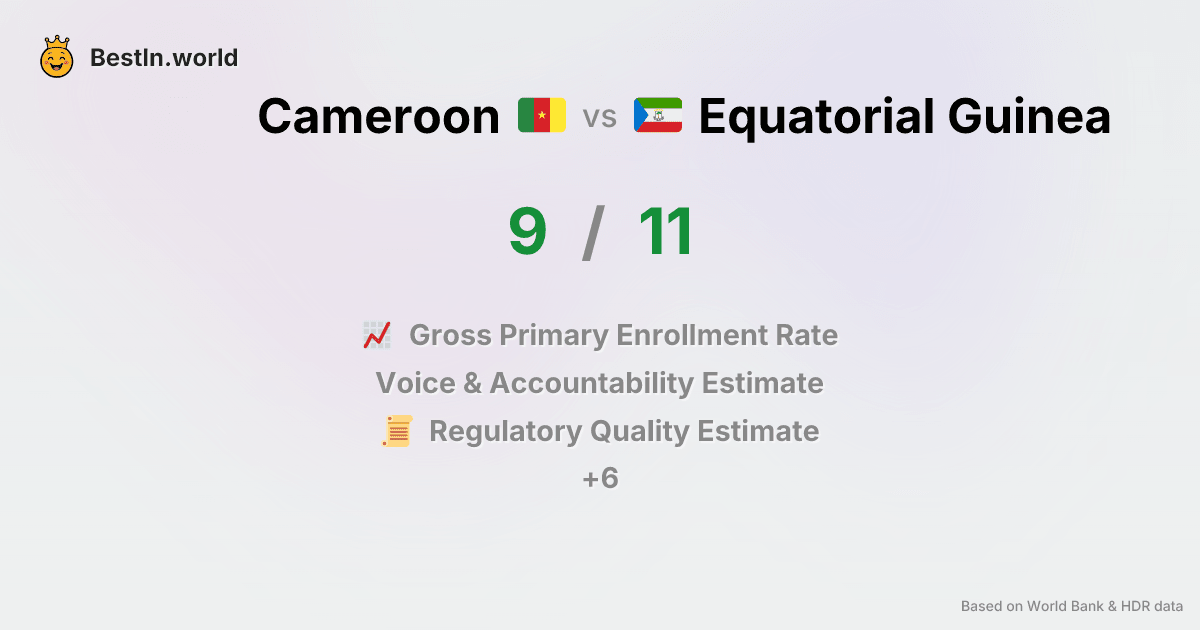 BestIn.world
Cameroon vs Equatorial Guinea
9 / 11
Gross Primary Enrollment Rate
Voice & Accountability Estimate
Regulatory Quality Estimate
+6
Based on World Bank & HDR data